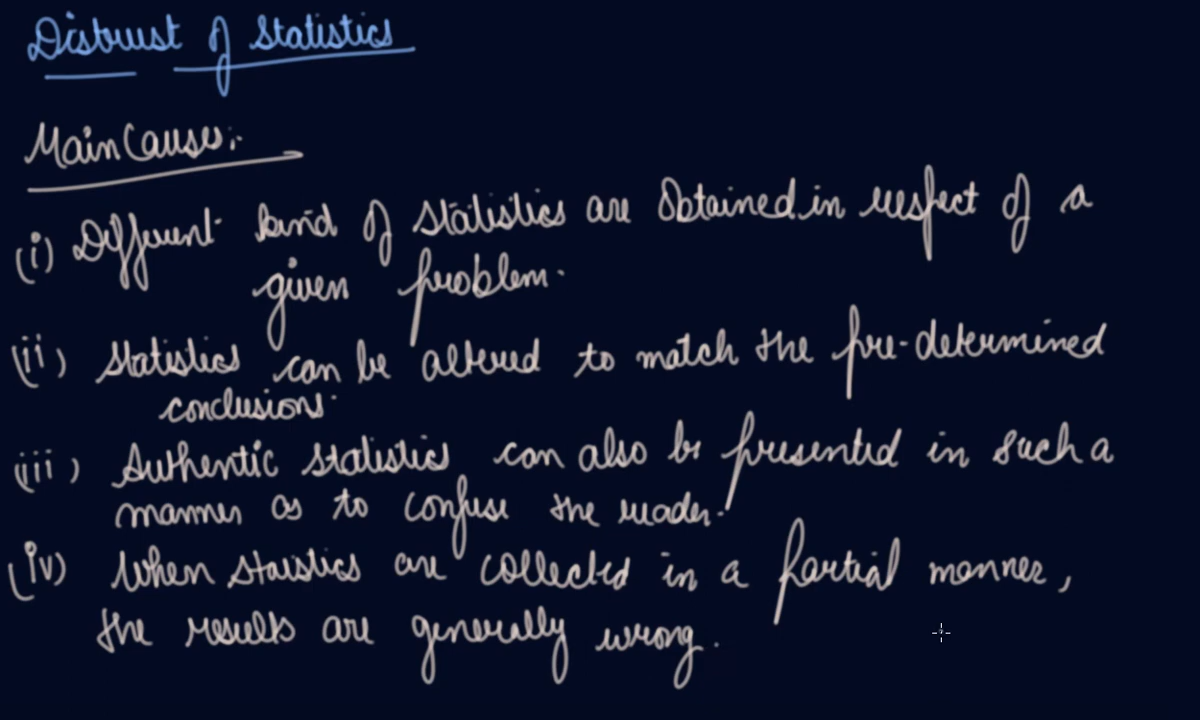 Distrust of Statistics
Main Causes:-
(i) Different kind of statistics are obtained in respect of a
given problem.
(ii) Statistics can be altered to match the pre-determined
conclusions.
(iii) Authentic statistics can also be presented in such a
manner as to confuse the reader.
(iv) When staistics are collected in a partial manner,
the results are generally wrong.